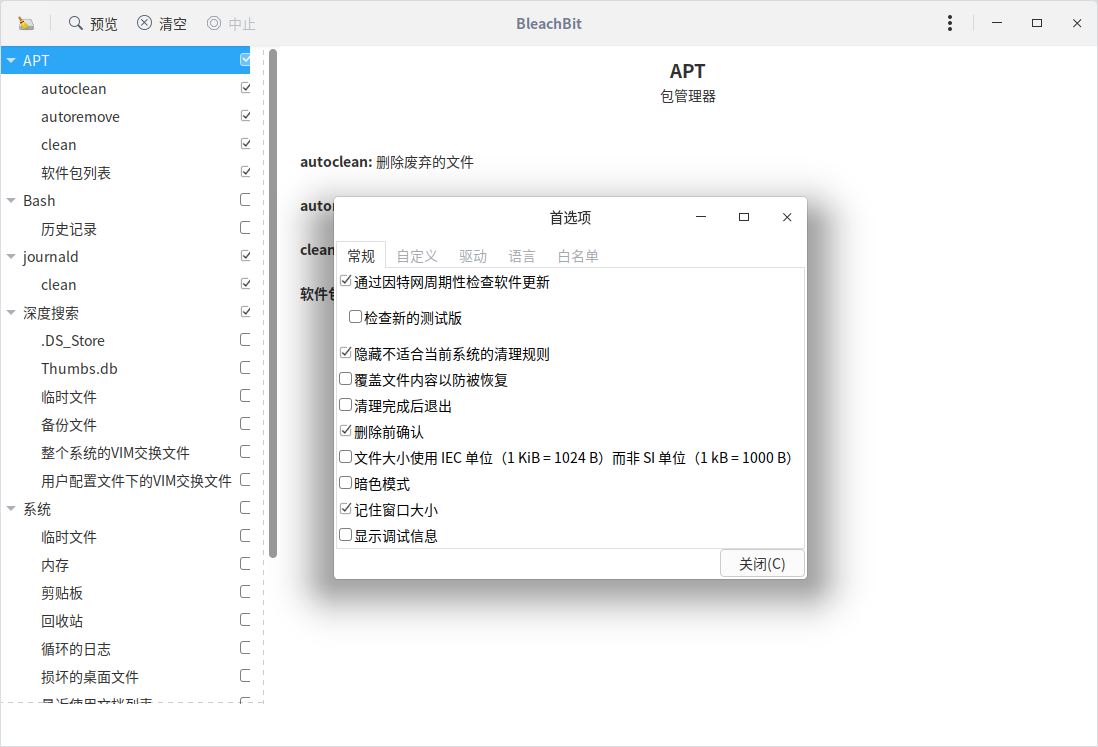 预览 清空 中止 BleachBit
APT
autoclean
autoremove
clean
软件包列表
Bash
历史记录
journald
clean
深度搜索
.DS_Store
Thumbs.db
临时文件
备份文件
整个系统的VIM交换文件
用户配置文件下的VIM交换文件
系统
临时文件
内存
剪贴板
回收站
循环的日志
损坏的桌面文件
最近使用文档列表
APT
包管理器
autoclean: 删除废弃的文件
autor
clean
软件包
首选项
常规 自定义 驱动 语言 白名单
通过因特网周期性检查软件更新
检查新的测试版
隐藏不适合当前系统的清理规则
覆盖文件内容以防被恢复
清理完成后退出
删除前确认
文件大小使用 IEC 单位（1 KiB = 1024 B）而非 SI 单位（1 kB = 1000 B）
暗色模式
记住窗口大小
显示调试信息
关闭(C)